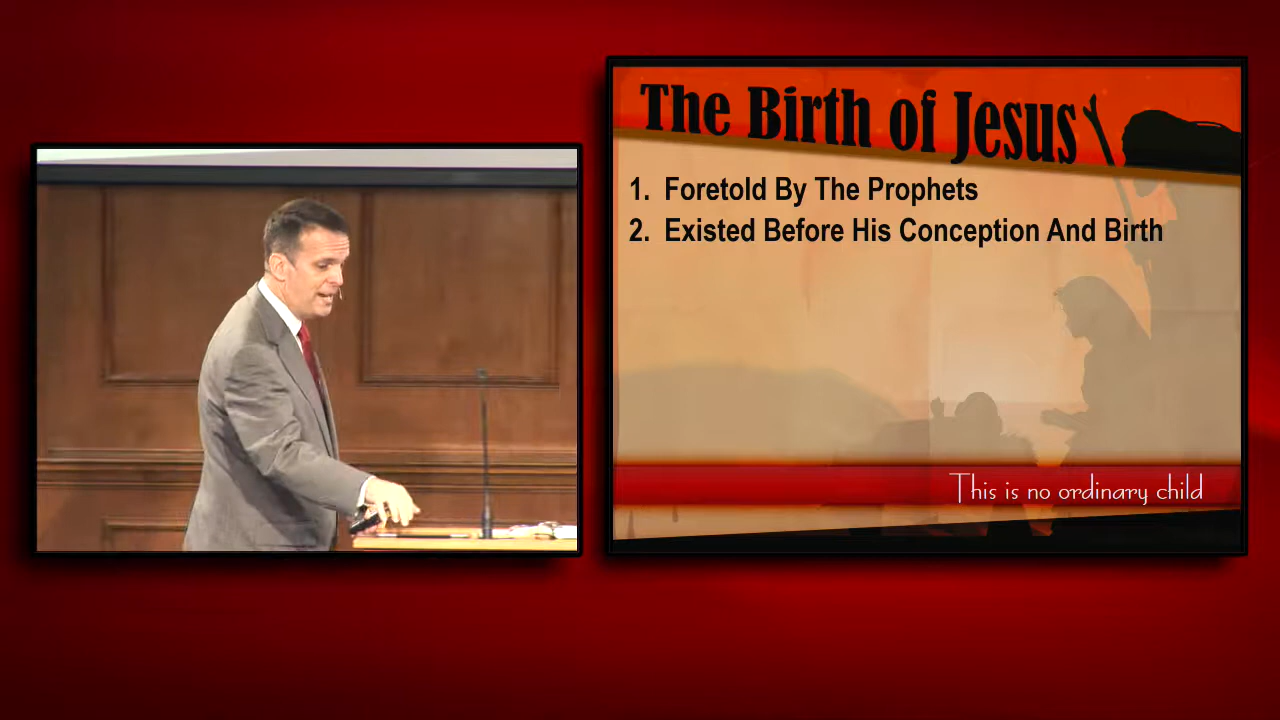 The Birth of Jesus
1. Foretold By The Prophets
2. Existed Before His Conception And Birth
This is no ordinary child